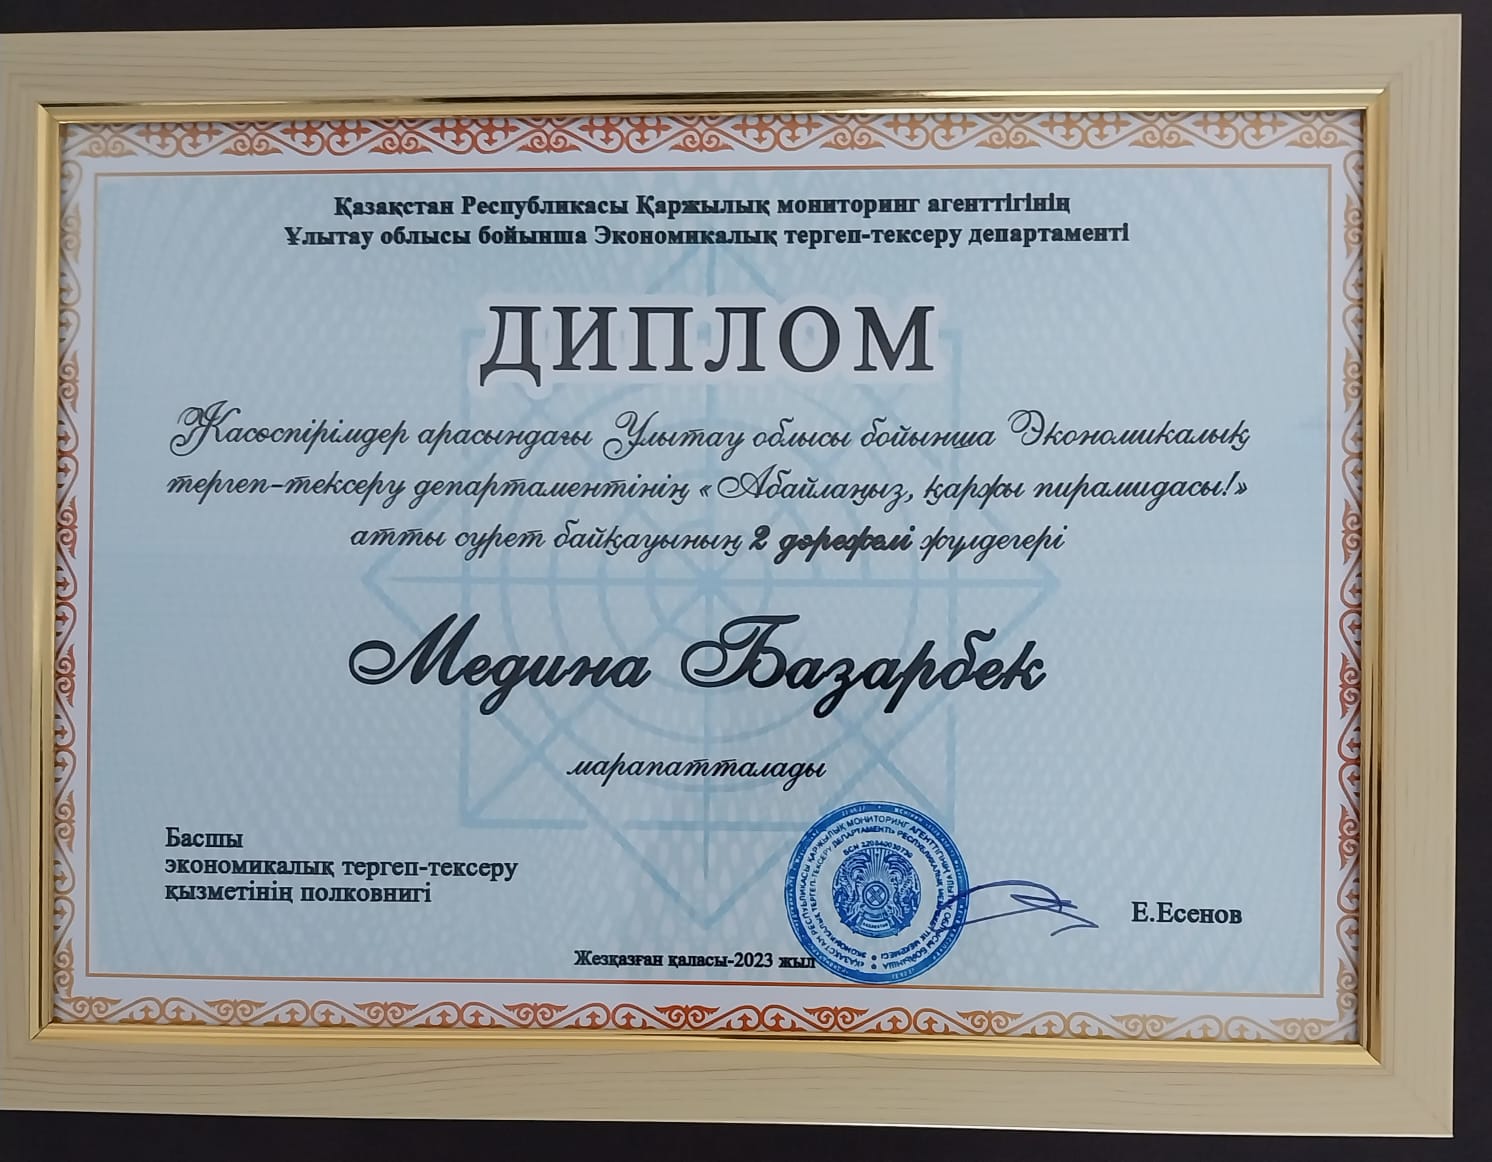 Қазақстан Республикасы Қаржылық мониторинг агенттігінің
Ұлытау облысы бойынша Экономикалық тергеп-тексеру департаменті
ДИПЛОМ
Жасөспірімдер арасындағы Ұлытау облысы бойынша Экономикалық
тергеп-тексеру департаментінің «Абайлаңыз, қаржы пирамидасы!»
атты сурет байқауының 2 дәрежелі жүлдегері
Медина Базарбек
марапатталады
Басшы
экономикалық тергеп-тексеру
қызметінің полковнигі
Е.Есенов
Жезқазған қаласы-2023 жыл